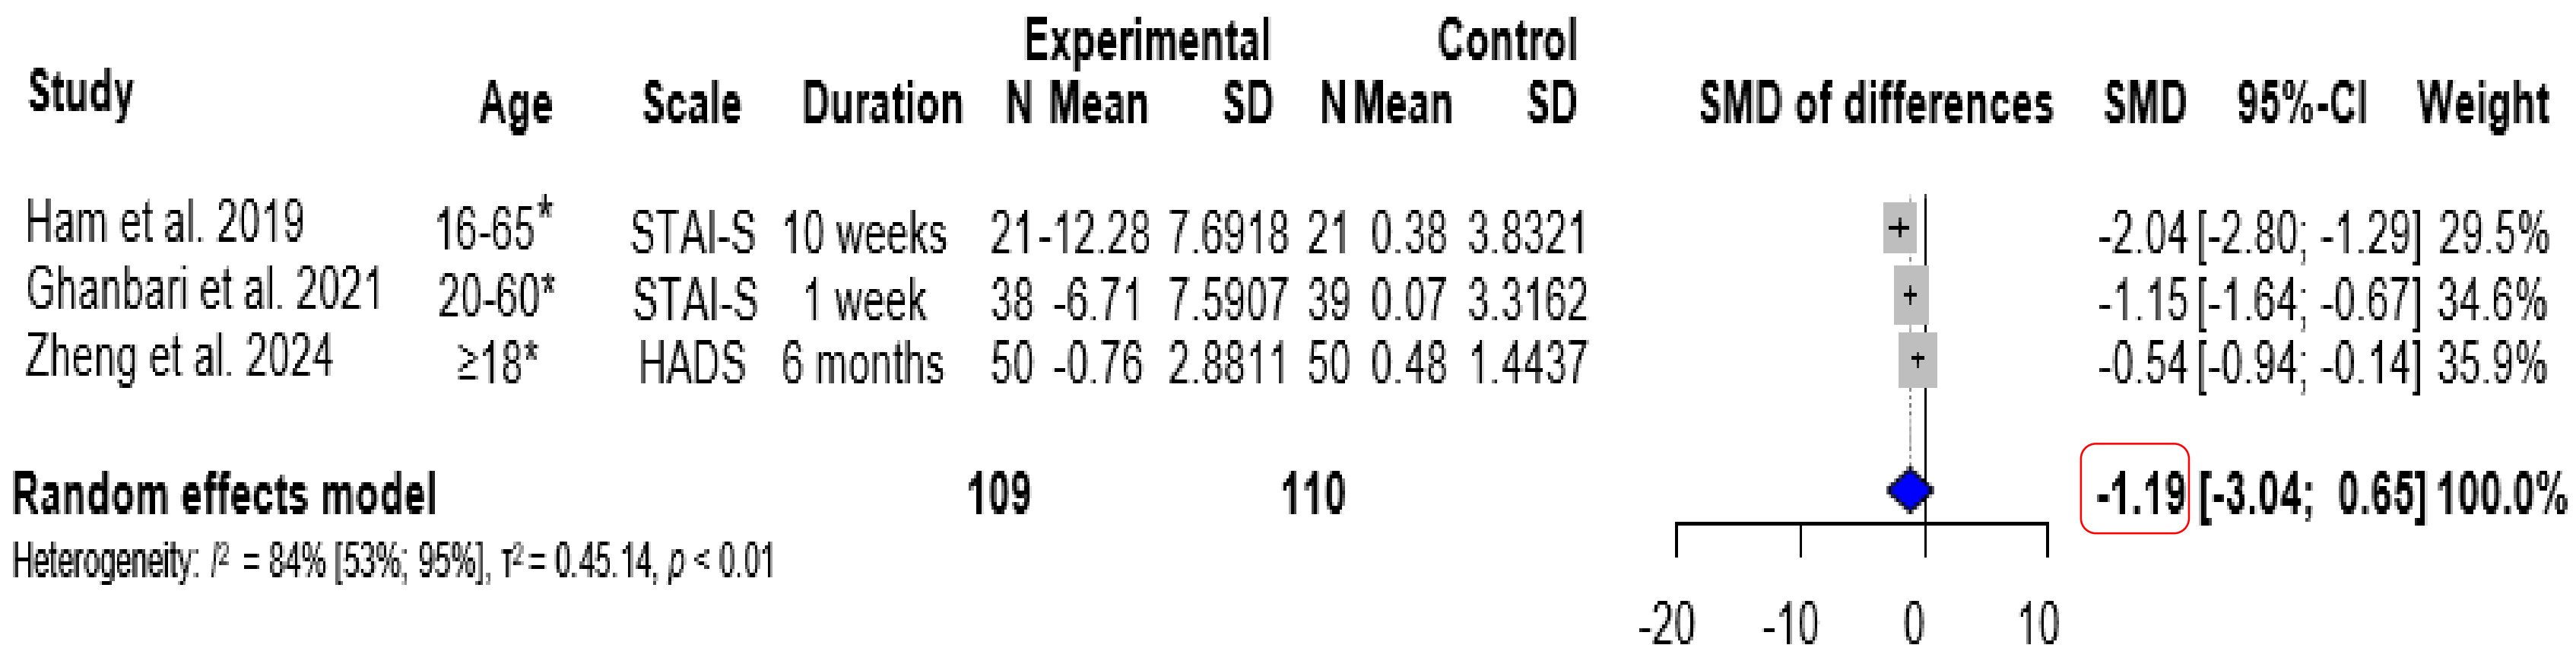 Experimental Control
Study Age Scale Duration N Mean SD N Mean SD SMD of differences SMD 95%-CI Weight
Ham et al. 2019 16-65* STAI-S 10 weeks 21 -12.28 7.6918 21 0.38 3.8321 -2.04 [-2.80; -1.29] 29.5%
Ghanbari et al. 2021 20-60* STAI-S 1 week 38 -6.71 7.5907 39 0.07 3.3162 -1.15 [-1.64; -0.67] 34.6%
Zheng et al. 2024 ≥18* HADS 6 months 50 -0.76 2.8811 50 0.48 1.4437 -0.54 [-0.94; -0.14] 35.9%
Random effects model 109 110 -1.19 [-3.04; 0.65] 100.0%
Heterogeneity: I² = 84% [53%; 95%], τ² = 0.45.14, p < 0.01
-20 -10 0 10